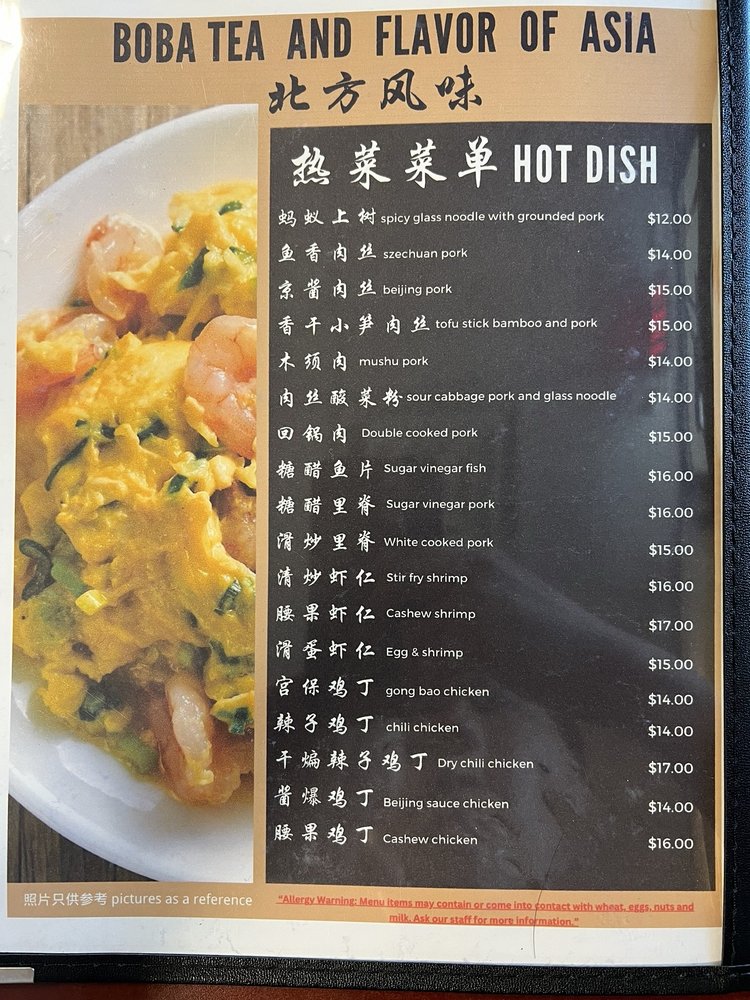 BOBA TEA AND FLAVOR OF ASIA
北方风味
热菜菜单 HOT DISH
蚂蚁上树 spicy glass noodle with grounded pork $12.00
鱼香肉丝 szechuan pork $14.00
京酱肉丝 beijing pork $15.00
香干小笋肉丝 tofu stick bamboo and pork $15.00
木须肉 mushu pork $14.00
肉丝酸菜粉 sour cabbage pork and glass noodle $14.00
回锅肉 Double cooked pork $15.00
糖醋鱼片 Sugar vinegar fish $16.00
糖醋里脊 Sugar vinegar pork $16.00
滑炒里脊 White cooked pork $15.00
清炒虾仁 Stir fry shrimp $16.00
腰果虾仁 Cashew shrimp $17.00
滑蛋虾仁 Egg & shrimp $15.00
宫保鸡丁 gong bao chicken $14.00
辣子鸡丁 chili chicken $14.00
干煸辣子鸡丁 Dry chili chicken $17.00
酱爆鸡丁 Beijing sauce chicken $14.00
腰果鸡丁 Cashew chicken $16.00
照片只供参考 pictures as a reference
"Allergy Warning: Menu items may contain or come into contact with wheat, eggs, nuts and
milk. Ask our staff for more information."